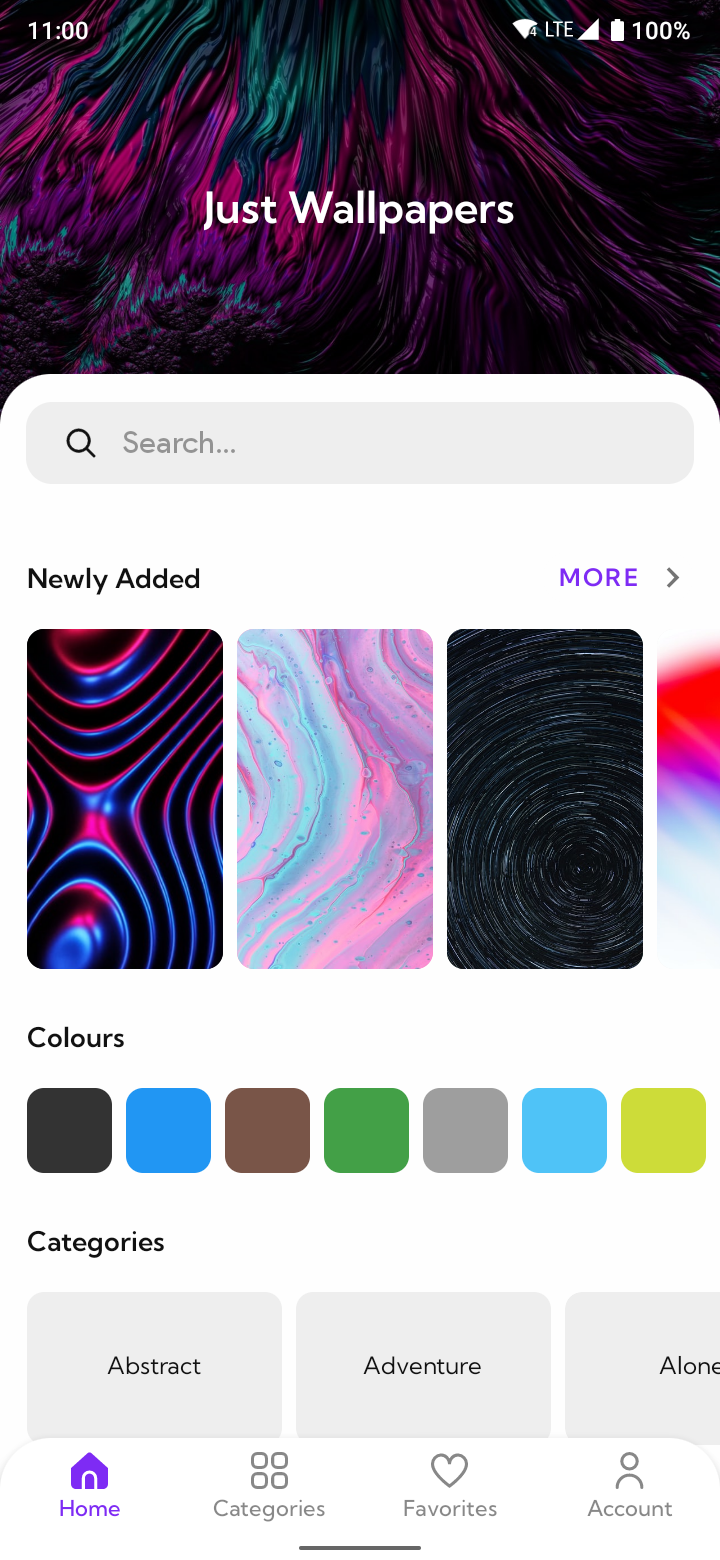 11:00 LTE 100%
Just Wallpapers
Search...
Newly Added MORE
Colours
Categories
Abstract Adventure Alone
Home Categories Favorites Account